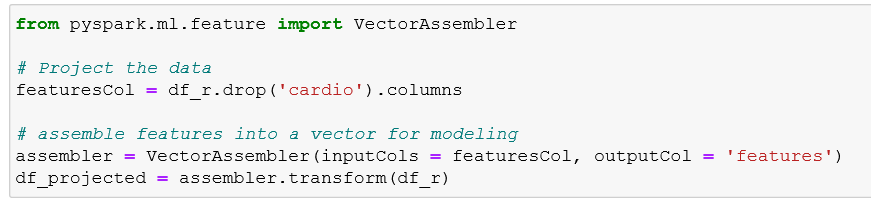 from pyspark.ml.feature import VectorAssembler
# Project the data
featuresCol = df_r.drop('cardio').columns
# assemble features into a vector for modeling
assembler = VectorAssembler(inputCols = featuresCol, outputCol = 'features')
df_projected = assembler.transform(df_r)